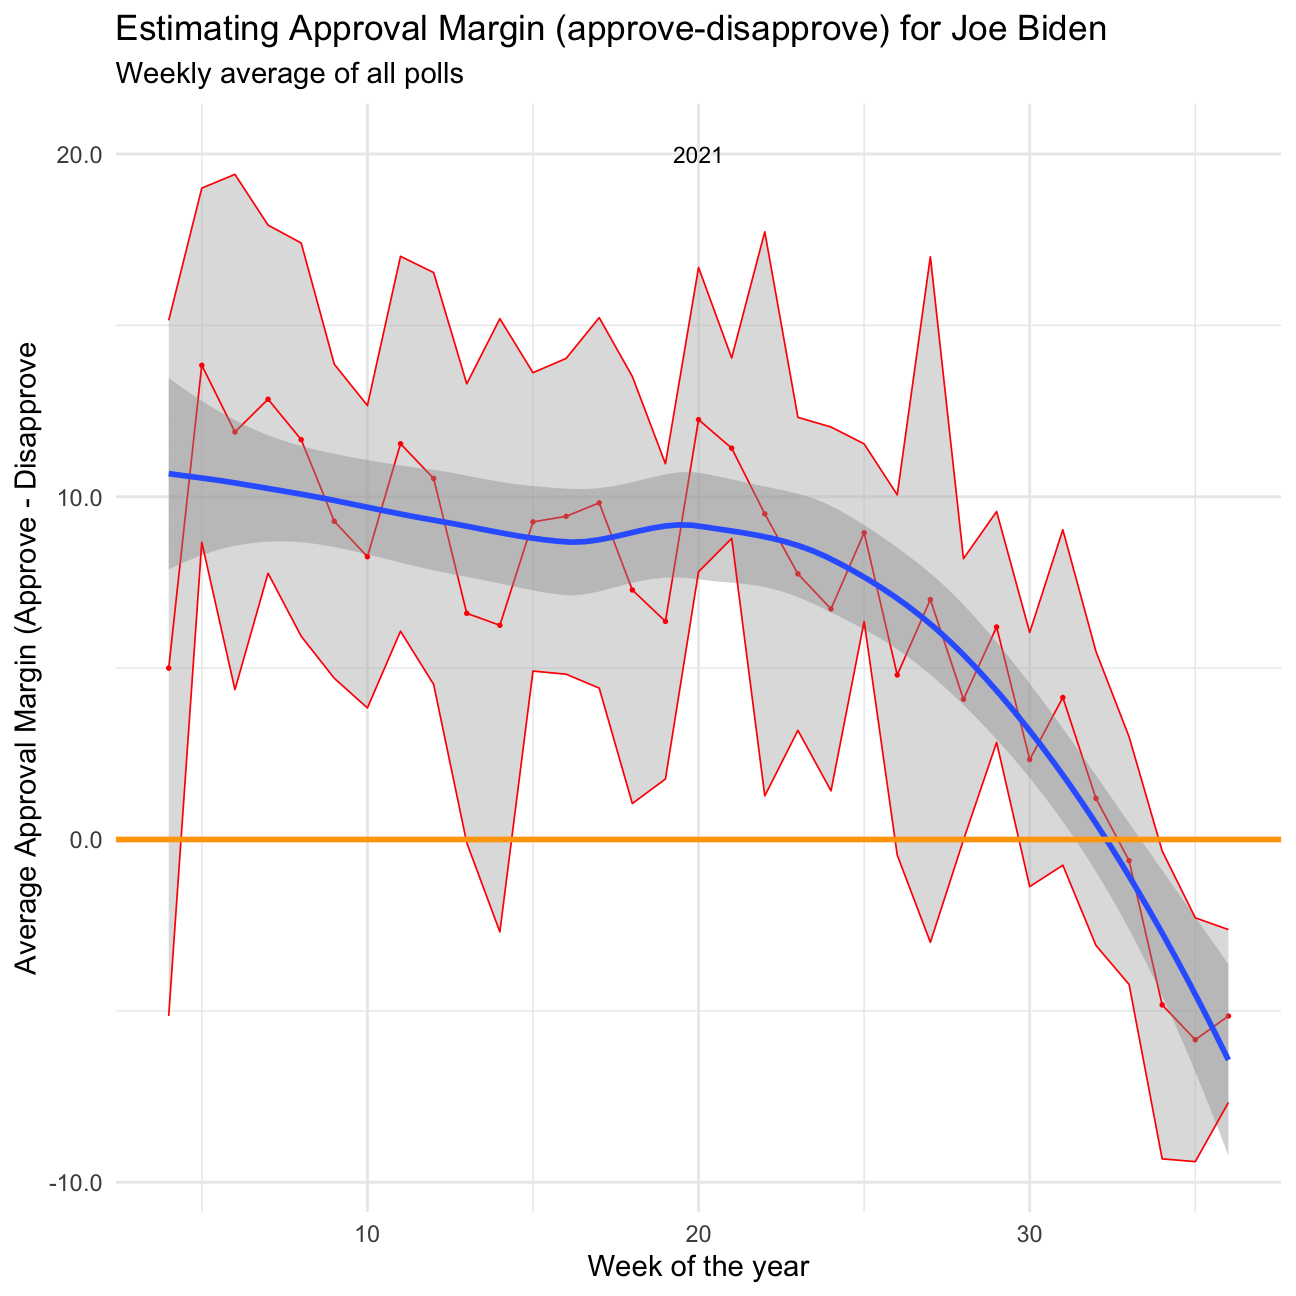 Estimating Approval Margin (approve-disapprove) for Joe Biden
Weekly average of all polls
2021
20.0
10.0
0.0
-10.0
Average Approval Margin (Approve - Disapprove
10
20
30
Week of the year